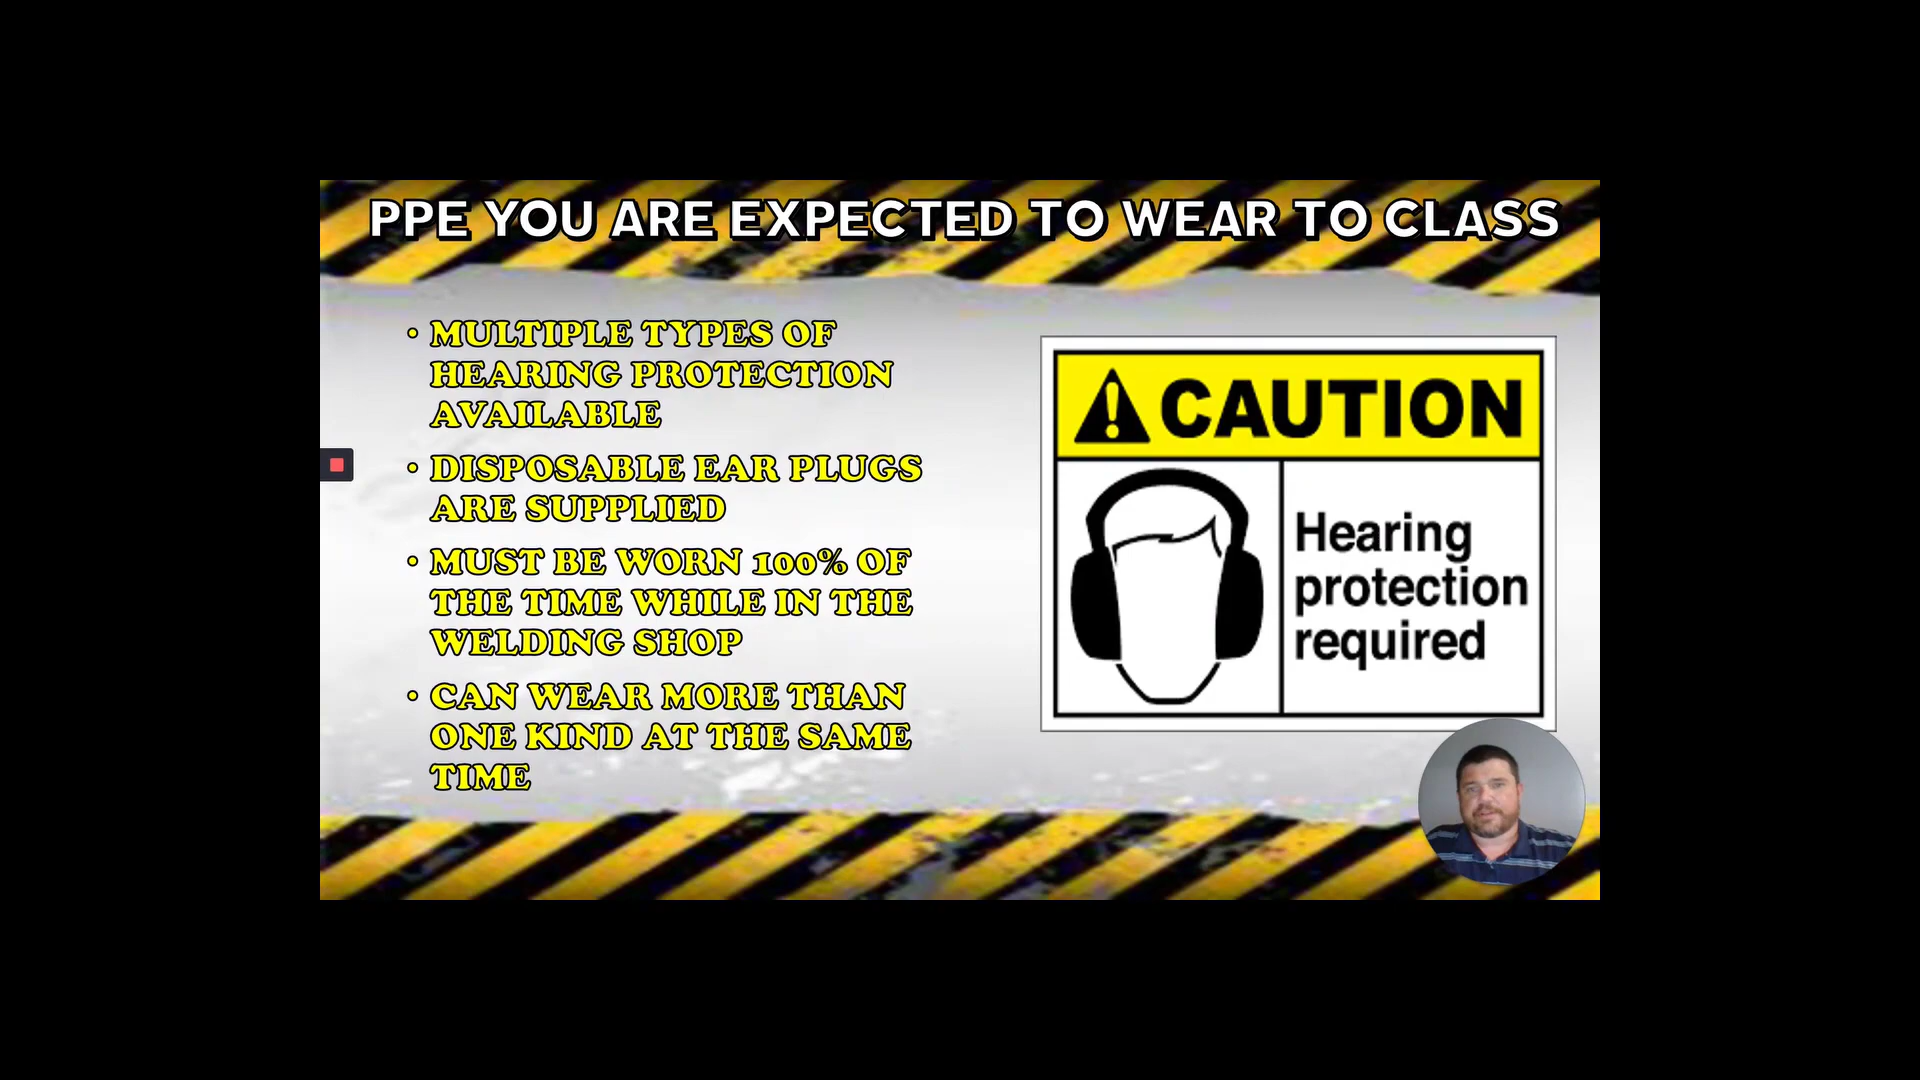 PPE YOU ARE EXPECTED TO WEAR TO CLASS
• MULTIPLE TYPES OF
HEARING PROTECTION
AVAILABLE
• DISPOSABLE EAR PLUGS
ARE SUPPLIED
• MUST BE WORN 100% OF
THE TIME WHILE IN THE
WELDING SHOP
• CAN WEAR MORE THAN
ONE KIND AT THE SAME
TIME
CAUTION
Hearing
protection
required